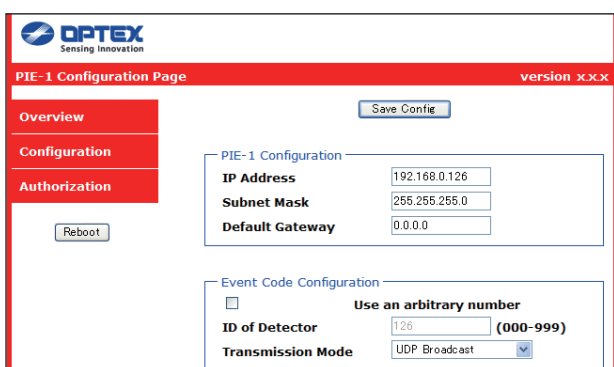 OPTEX
Sensing Innovation
PIE-1 Configuration Page version x.x.x
Overview
Configuration
Authorization
Reboot
Save Config
PIE-1 Configuration
IP Address 192.168.0.126
Subnet Mask 255.255.255.0
Default Gateway 0.0.0.0
Event Code Configuration
Use an arbitrary number
ID of Detector 126 (000-999)
Transmission Mode UDP Broadcast